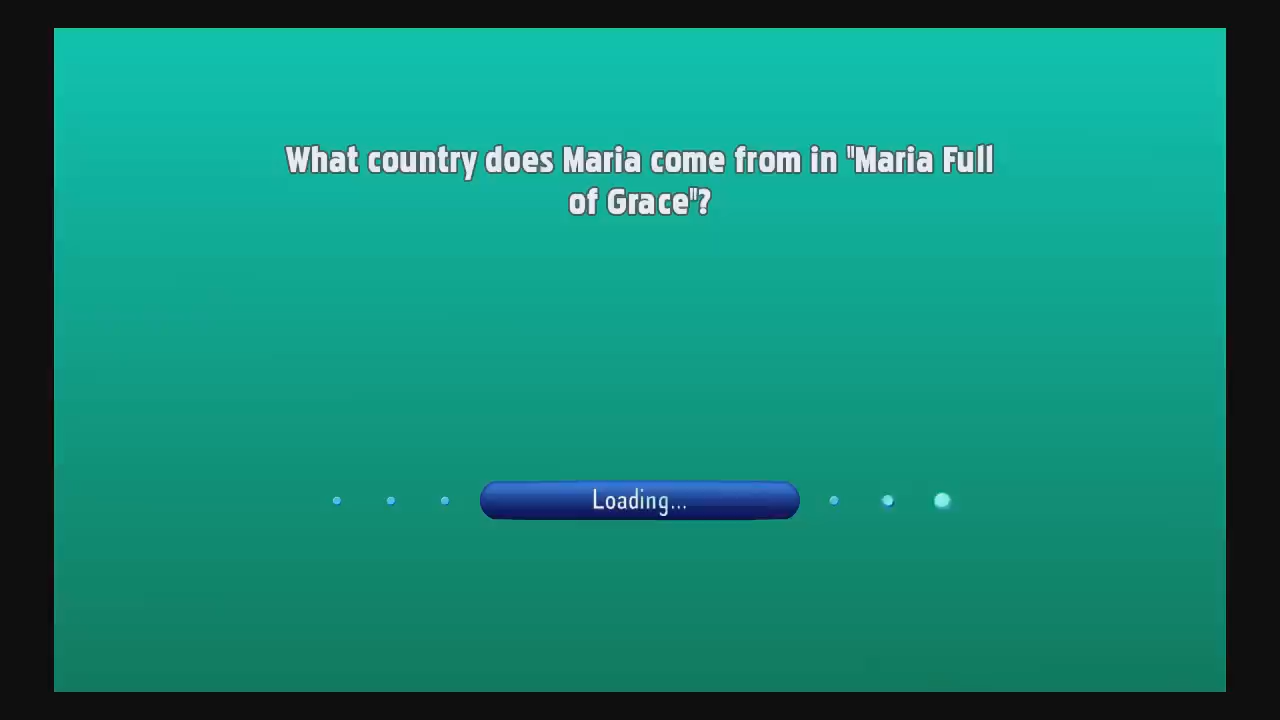 What country does Maria come from in "Maria Full
of Grace"?
Loading...